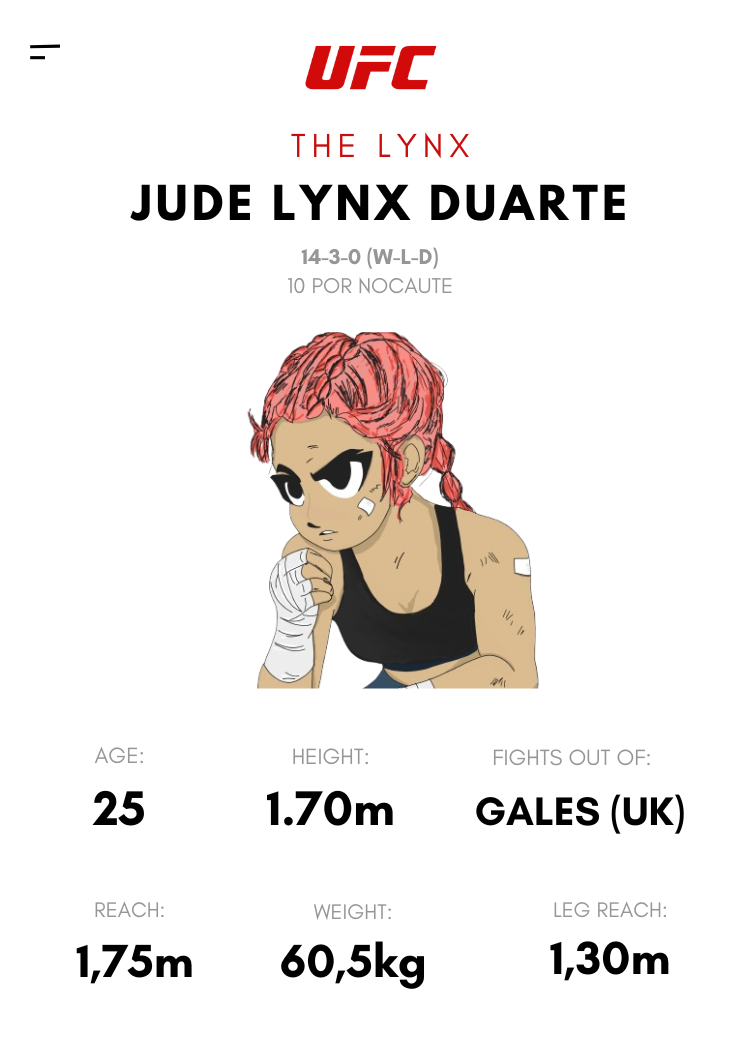 UFC
THE LYNX
JUDE LYNX DUARTE
14-3-0 (W-L-D)
10 POR NOCAUTE
AGE:
25
HEIGHT:
1.70m
FIGHTS OUT OF:
GALES (UK)
REACH:
1,75m
WEIGHT:
60,5kg
LEG REACH:
1,30m